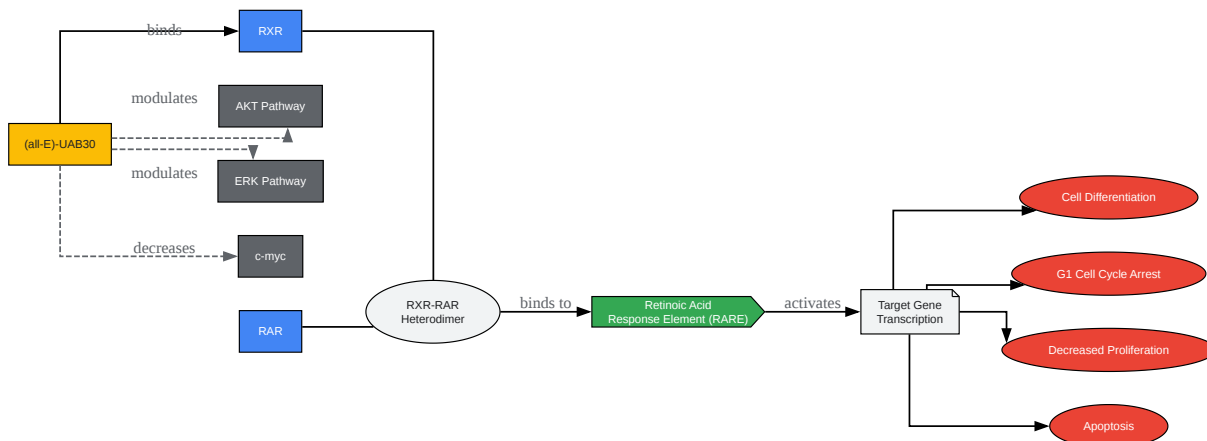 binds
RXR
modulates
AKT Pathway
(all-E)-UAB30
modulates
ERK Pathway
decreases
c-myc
RAR
RXR-RAR
Heterodimer
binds to
Retinoic Acid
Response Element (RARE)
activates
Target Gene
Transcription
Cell Differentiation
G1 Cell Cycle Arrest
Decreased Proliferation
Apoptosis